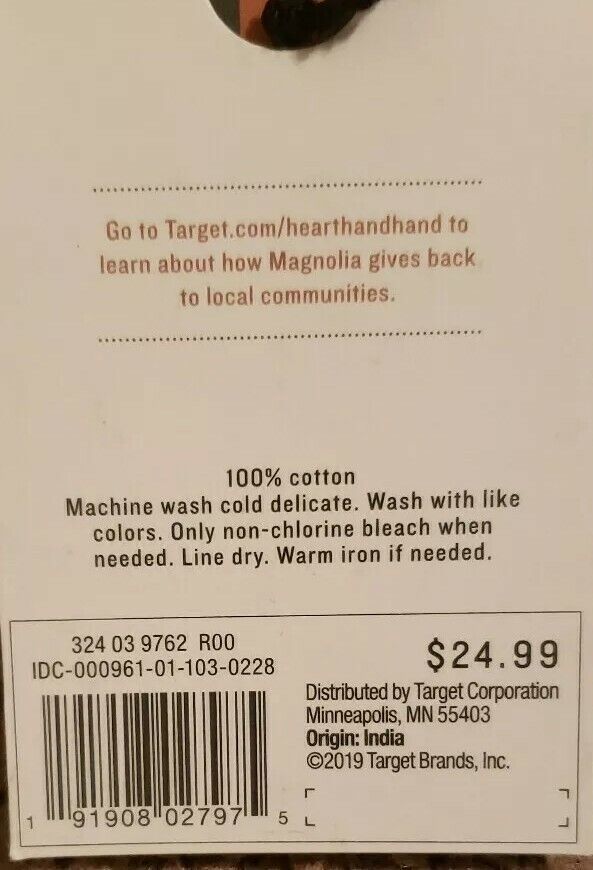 Go to Target.com/hearthandhand to
learn about how Magnolia gives back
to local communities.
100% cotton
Machine wash cold delicate. Wash with like
colors. Only non-chlorine bleach when
needed. Line dry. Warm iron if needed.
324 03 9762 R00
IDC-000961-01-103-0228
$24.99
Distributed by Target Corporation
Minneapolis, MN 55403
Origin: India
©2019 Target Brands, Inc.
1 91908 02797 5